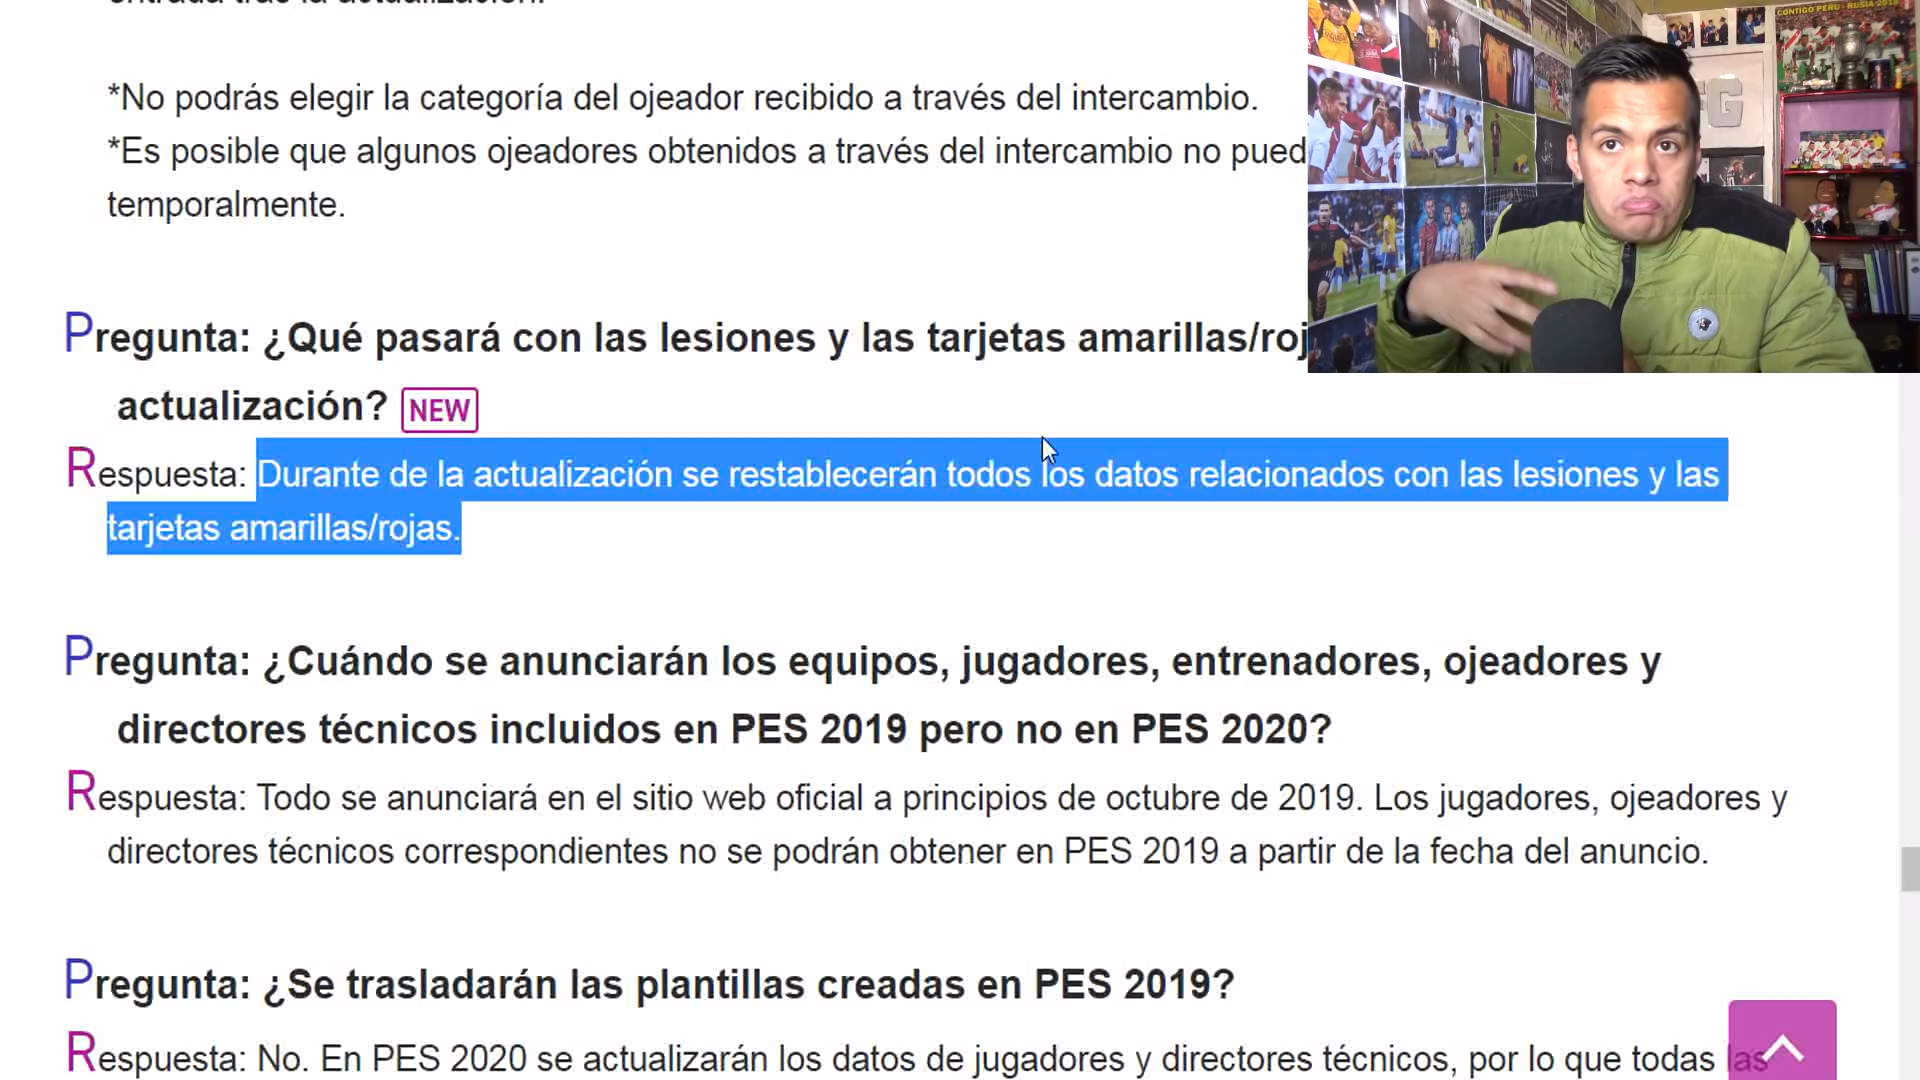 *No podrás elegir la categoría del ojeador recibido a través del intercambio.
*Es posible que algunos ojeadores obtenidos a través del intercambio no pued
temporalmente.
Pregunta: ¿Qué pasará con las lesiones y las tarjetas amarillas/roj
actualización? NEW
Respuesta: Durante de la actualización se restablecerán todos los datos relacionados con las lesiones y las
tarjetas amarillas/rojas.
Pregunta: ¿Cuándo se anunciarán los equipos, jugadores, entrenadores, ojeadores y
directores técnicos incluidos en PES 2019 pero no en PES 2020?
Respuesta: Todo se anunciará en el sitio web oficial a principios de octubre de 2019. Los jugadores, ojeadores y
directores técnicos correspondientes no se podrán obtener en PES 2019 a partir de la fecha del anuncio.
Pregunta: ¿Se trasladarán las plantillas creadas en PES 2019?
Respuesta: No. En PES 2020 se actualizarán los datos de jugadores y directores técnicos, por lo que todas las
CONTIGO PERU - RUSIA 2018
G